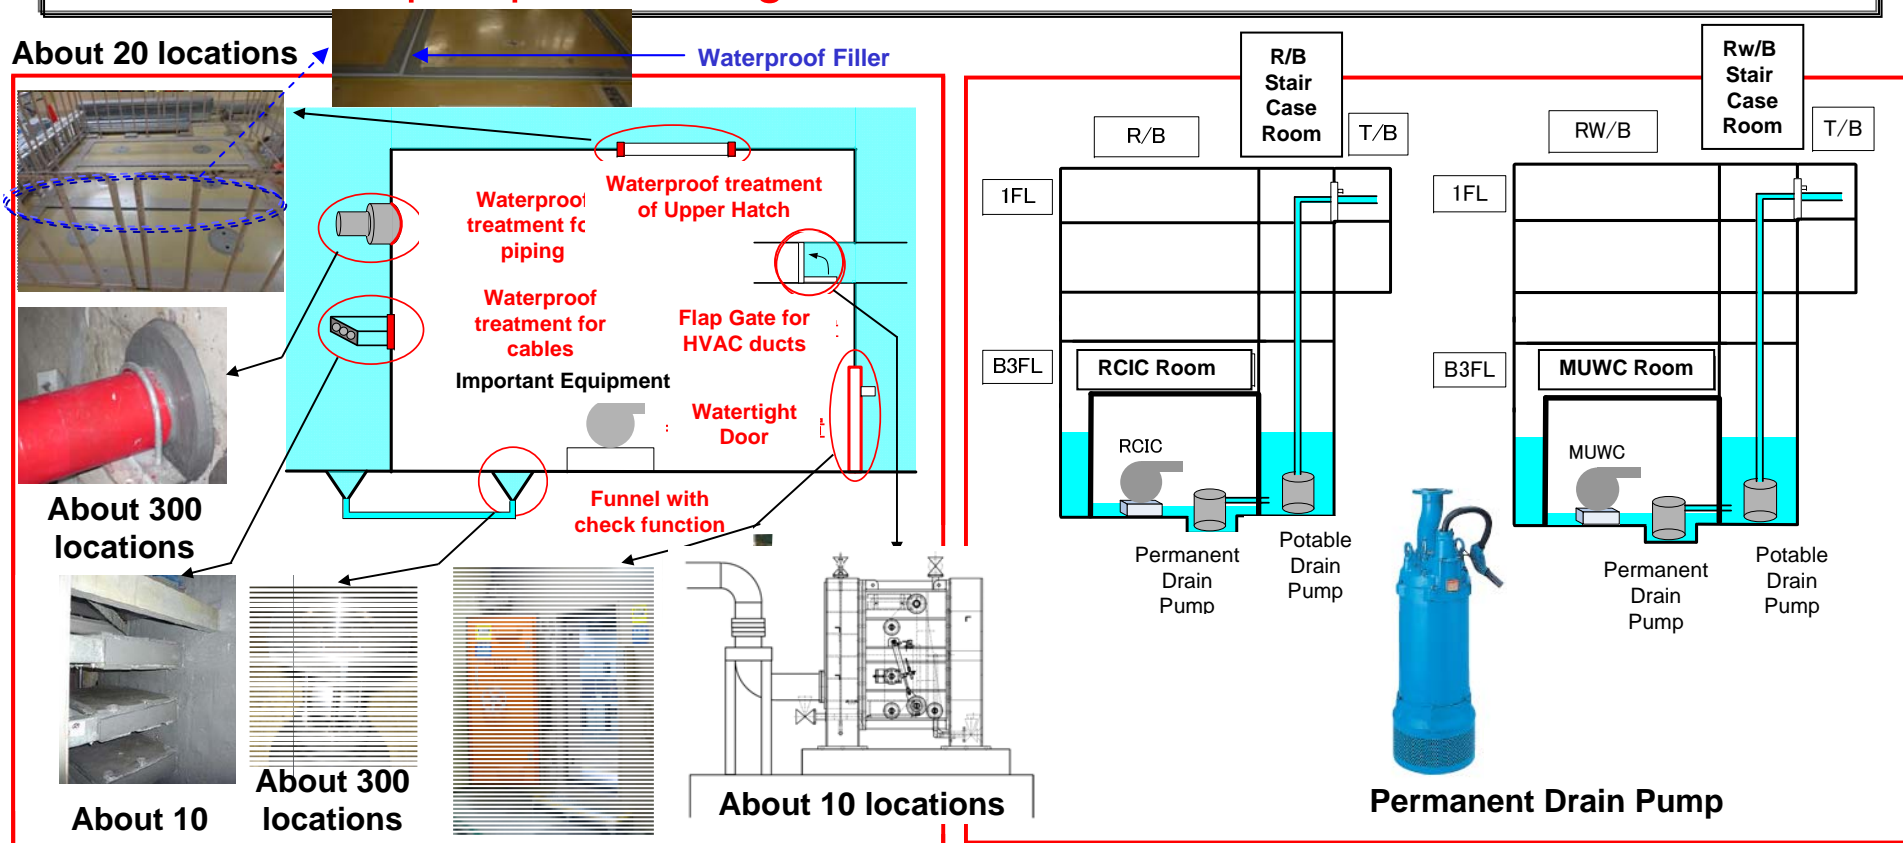 About 20 locations
Waterproof Filler
Waterproof treatment
of Upper Hatch
Waterproof
treatment fo
piping
Waterproof
treatment for
cables
Flap Gate for
HVAC ducts
Important Equipment
Watertight
Door
Funnel with
check function
About 300
locations
About 10
About 300
locations
About 10 locations
R/B
Stair
Case
Room
R/B
T/B
1FL
B3FL
RCIC Room
RCIC
Permanent
Drain
Pump
Potable
Drain
Pump
Rw/B
Stair
Case
Room
RW/B
T/B
1FL
B3FL
MUWC Room
MUWC
Permanent
Drain
Pump
Potable
Drain
Pump
Permanent Drain Pump